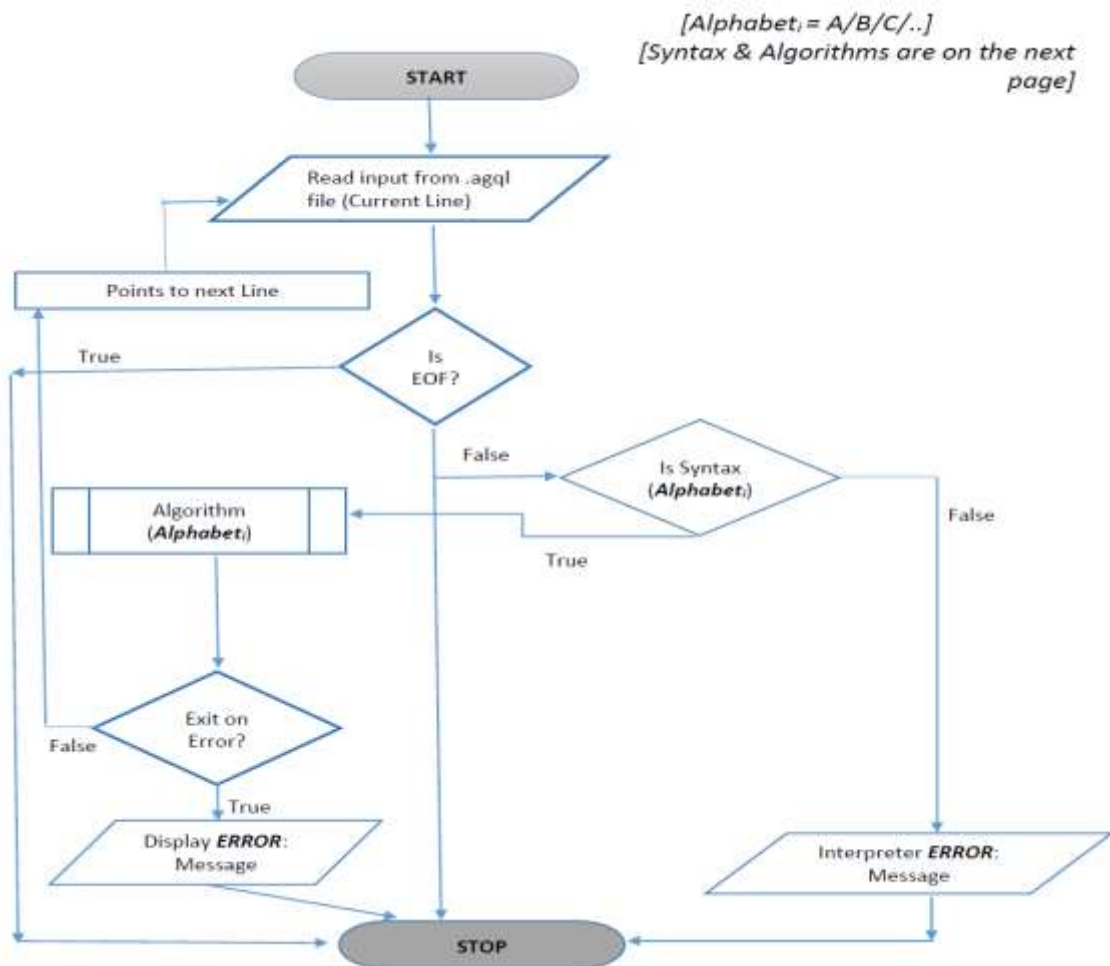 [Alphabetᵢ = A/B/C/..]
[Syntax & Algorithms are on the next
page]
START
Read input from .agql
file (Current Line)
Points to next Line
True
Is
EOF?
False
Is Syntax
(Alphabetᵢ)
False
Algorithm
(Alphabetᵢ)
True
Exit on
Error?
False
True
Display ERROR:
Message
Interpreter ERROR:
Message
STOP